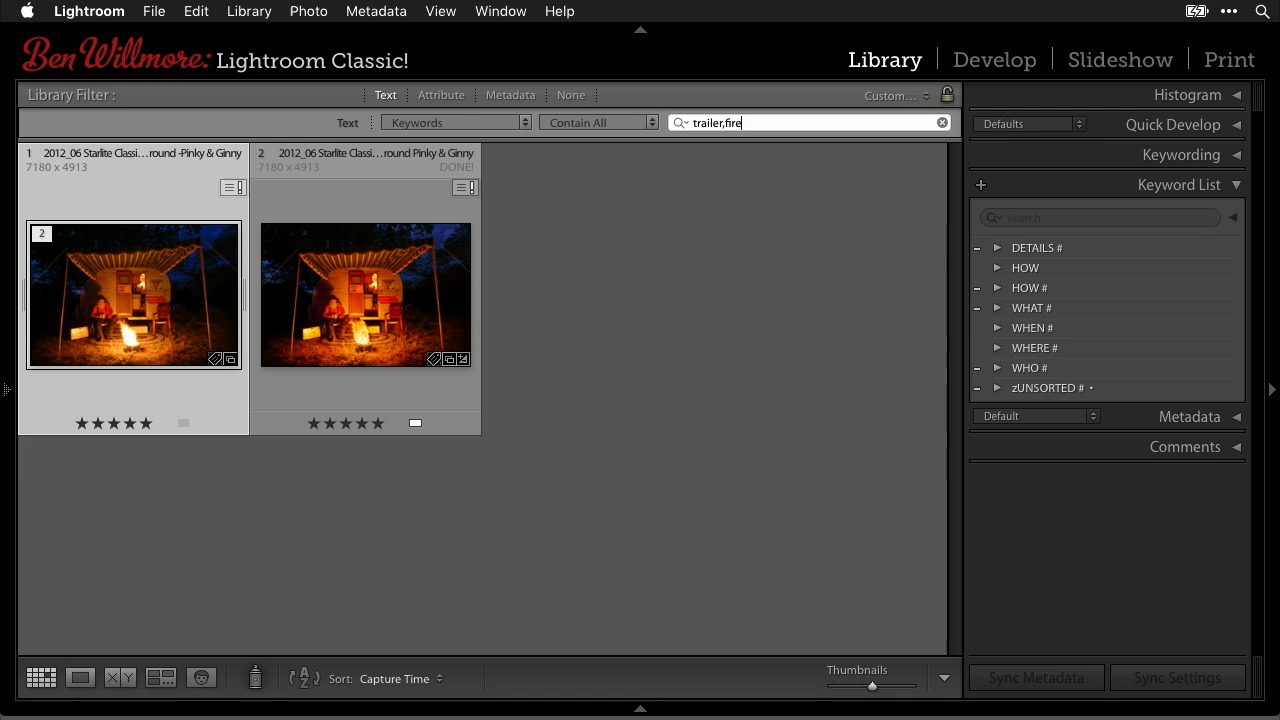 Lightroom File Edit Library Photo Metadata View Window Help
Ben Willmore: Lightroom Classic!
Library Develop Slideshow Print
Library Filter : Text Attribute Metadata None Custom…
Text Keywords Contain All trailer,fire
1 2012_06 Starlite Classi…round -Pinky & Ginny
7180 x 4913
2
2 2012_06 Starlite Classi…round Pinky & Ginny
7180 x 4913 DONE!
Histogram
Defaults Quick Develop
Keywording
Keyword List
Search
DETAILS #
HOW
HOW #
WHAT #
WHEN #
WHERE #
WHO #
zUNSORTED # •
Default Metadata
Comments
XY
AZ
Sort: Capture Time
Thumbnails
Sync Metadata Sync Settings